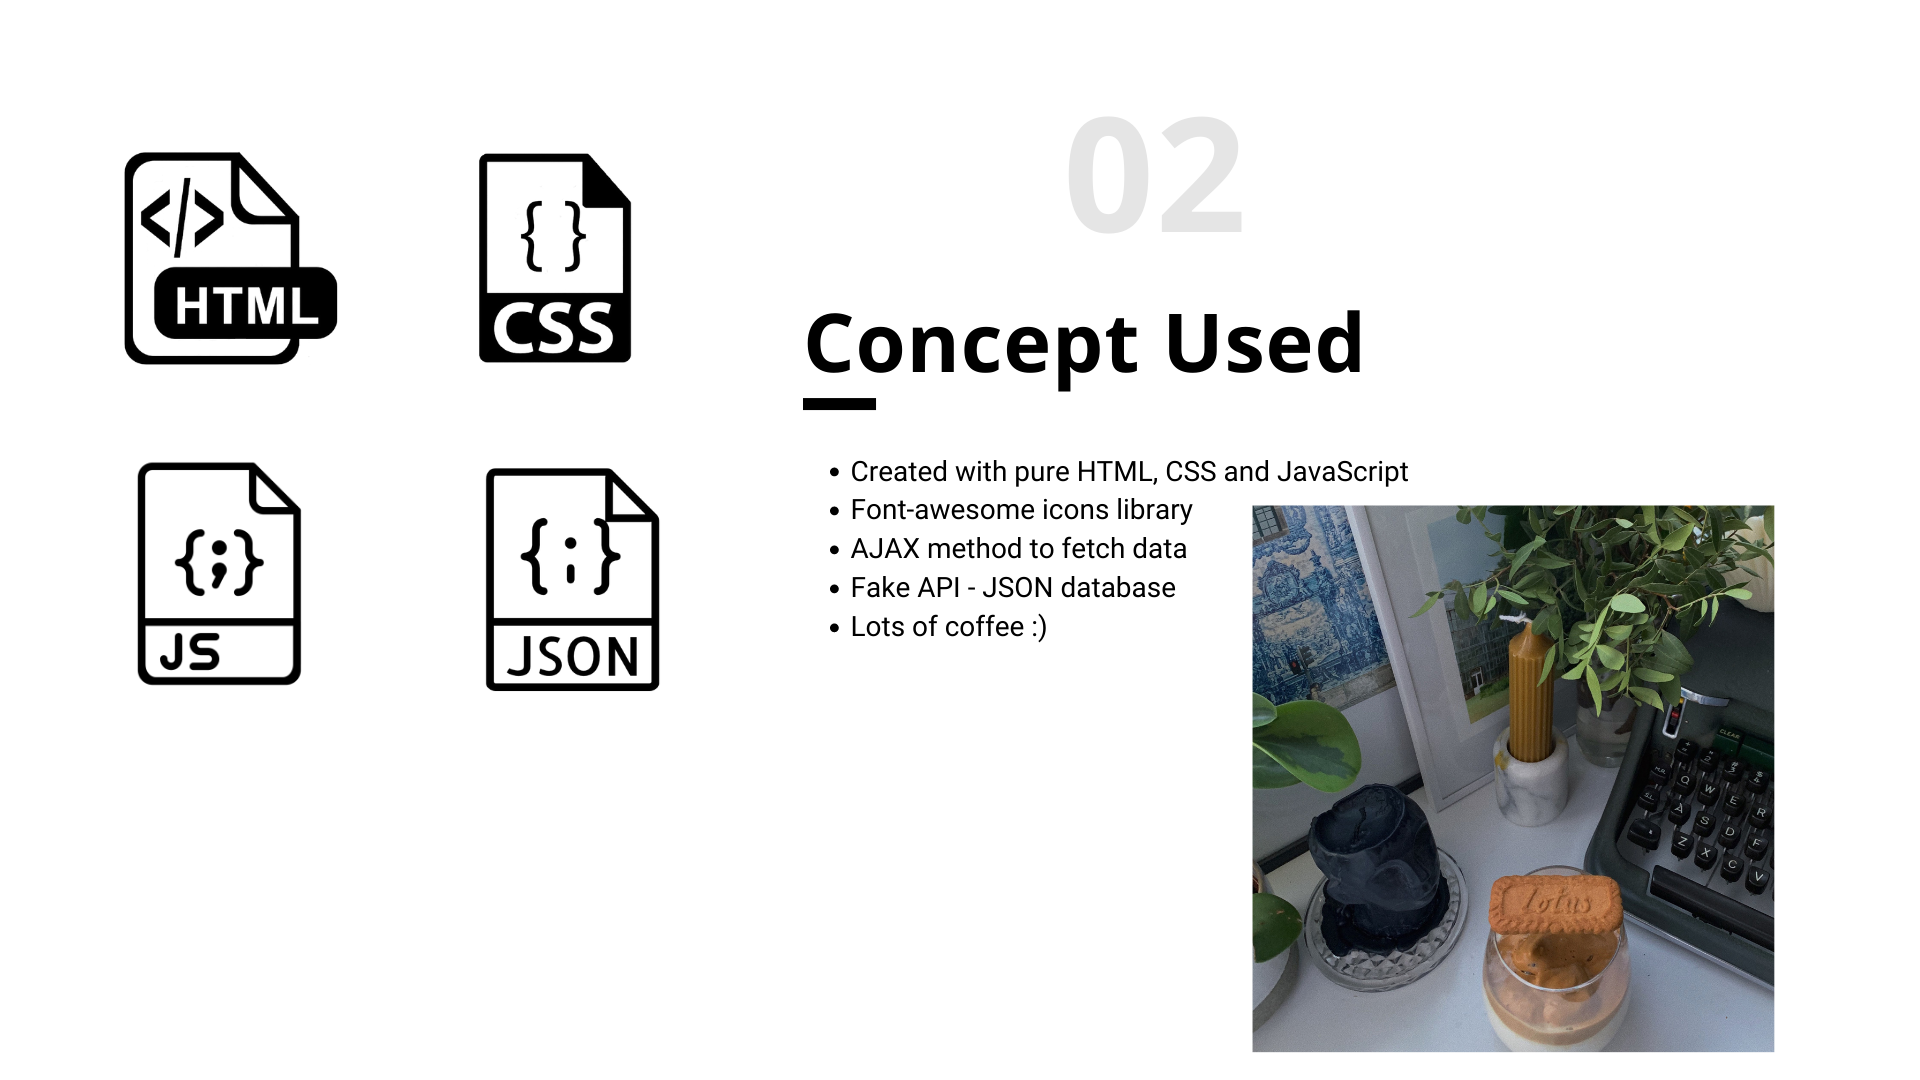 02
</>
HTML
{ }
CSS
Concept Used
• Created with pure HTML, CSS and JavaScript
• Font-awesome icons library
• AJAX method to fetch data
• Fake API - JSON database
• Lots of coffee :)
{;}
JS
{:}
JSON
CLEAR
Q W E R
A S D F
Z X C V
Lotus